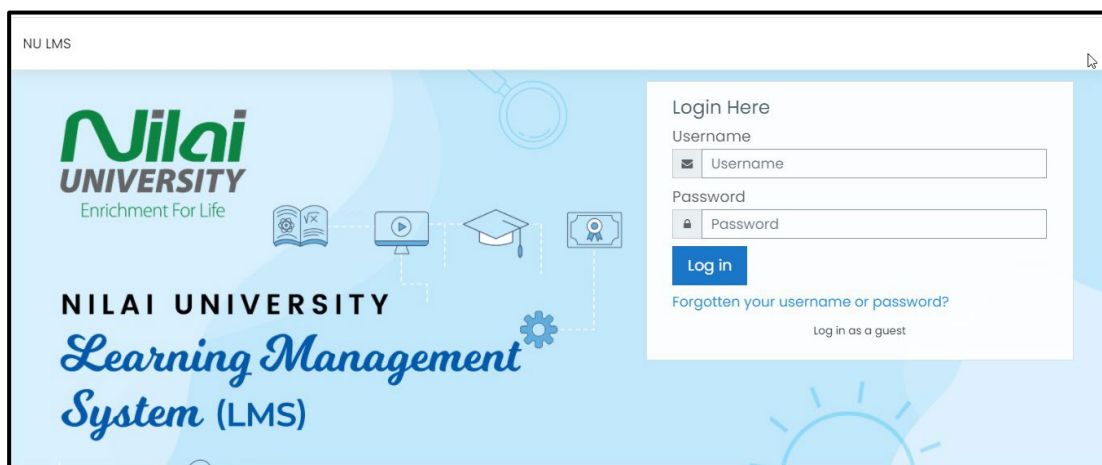 NU LMS
Nilai
UNIVERSITY
Enrichment For Life
√x
NILAI UNIVERSITY
Learning Management
System (LMS)
Login Here
Username
Username
Password
Password
Log in
Forgotten your username or password?
Log in as a guest